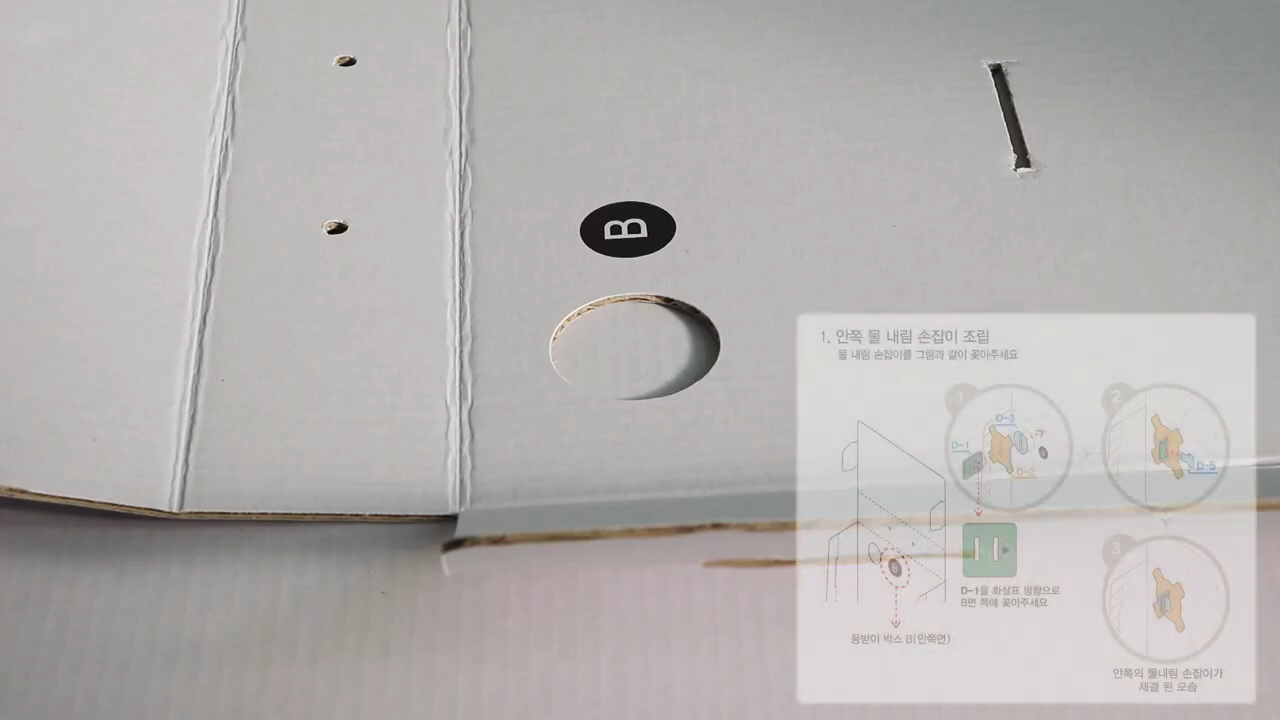 B
1. 안쪽 물 내림 손잡이 조립
물 내림 손잡이를 그림과 같이 꽂아주세요
1
2
D-3
D-1
D-2
D-5
3
B
D-1을 화살표 방향으로
B면 쪽에 꽂아주세요
등받이 박스 B(안쪽면)
안쪽의 물내림 손잡이가
체결 된 모습